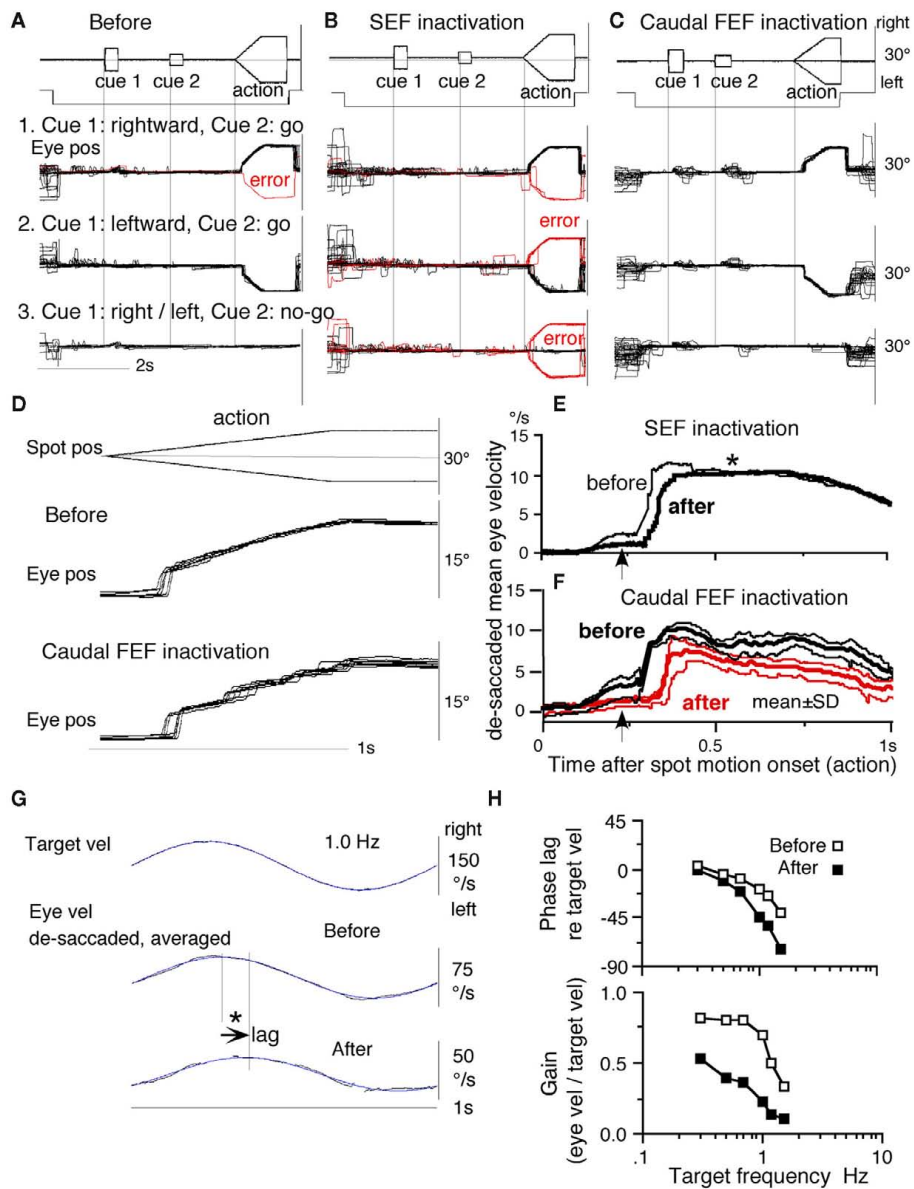 A Before
B SEF inactivation
C Caudal FEF inactivation
right
30°
left
cue 1 cue 2 action
cue 1 cue 2 action
cue 1 cue 2 action
1. Cue 1: rightward, Cue 2: go
Eye pos
error
30°
error
2. Cue 1: leftward, Cue 2: go
30°
3. Cue 1: right / left, Cue 2: no-go
error
30°
2s
D
action
Spot pos
30°
Before
Eye pos
15°
Caudal FEF inactivation
Eye pos
15°
1s
E
°/s
15
SEF inactivation
*
10
before
after
5
0
de-saccaded mean eye velocity
F
15
Caudal FEF inactivation
before
10
5
after
mean±SD
0
0 0.5 1s
Time after spot motion onset (action)
G
Target vel
1.0 Hz
right
150
°/s
left
Eye vel
de-saccaded, averaged
Before
75
°/s
*
lag
After
50
°/s
1s
H
45
0
-45
-90
Phase lag
re target vel
Before
After
1.0
0.5
0.0
Gain
(eye vel / target vel)
.1 1 10
Target frequency Hz